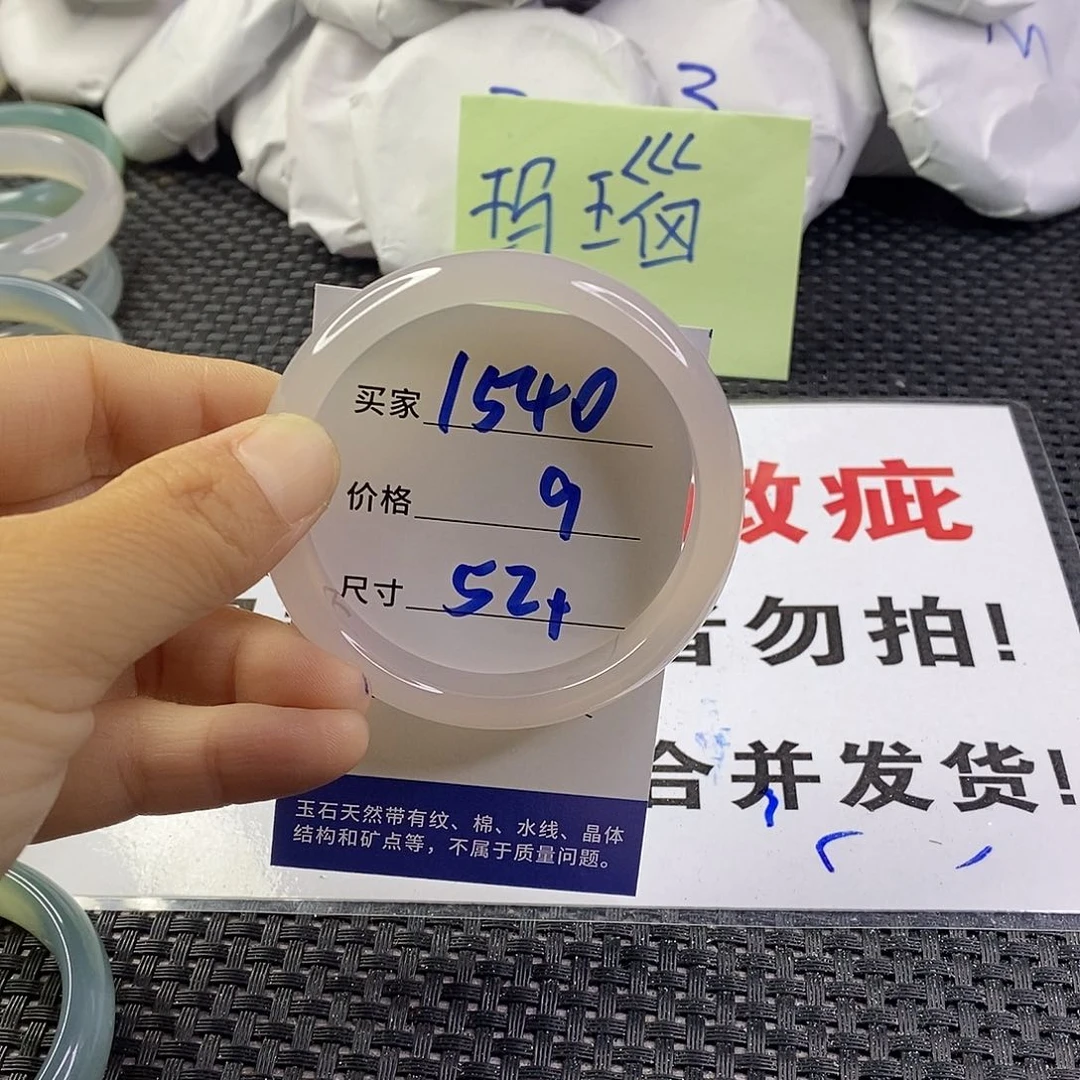 玛瑙
买家 1540
价格 9
尺寸 52+
玉石天然带有纹、棉、水线、晶体
结构和矿点等，不属于质量问题。
微疵
者勿拍!
合并发货!